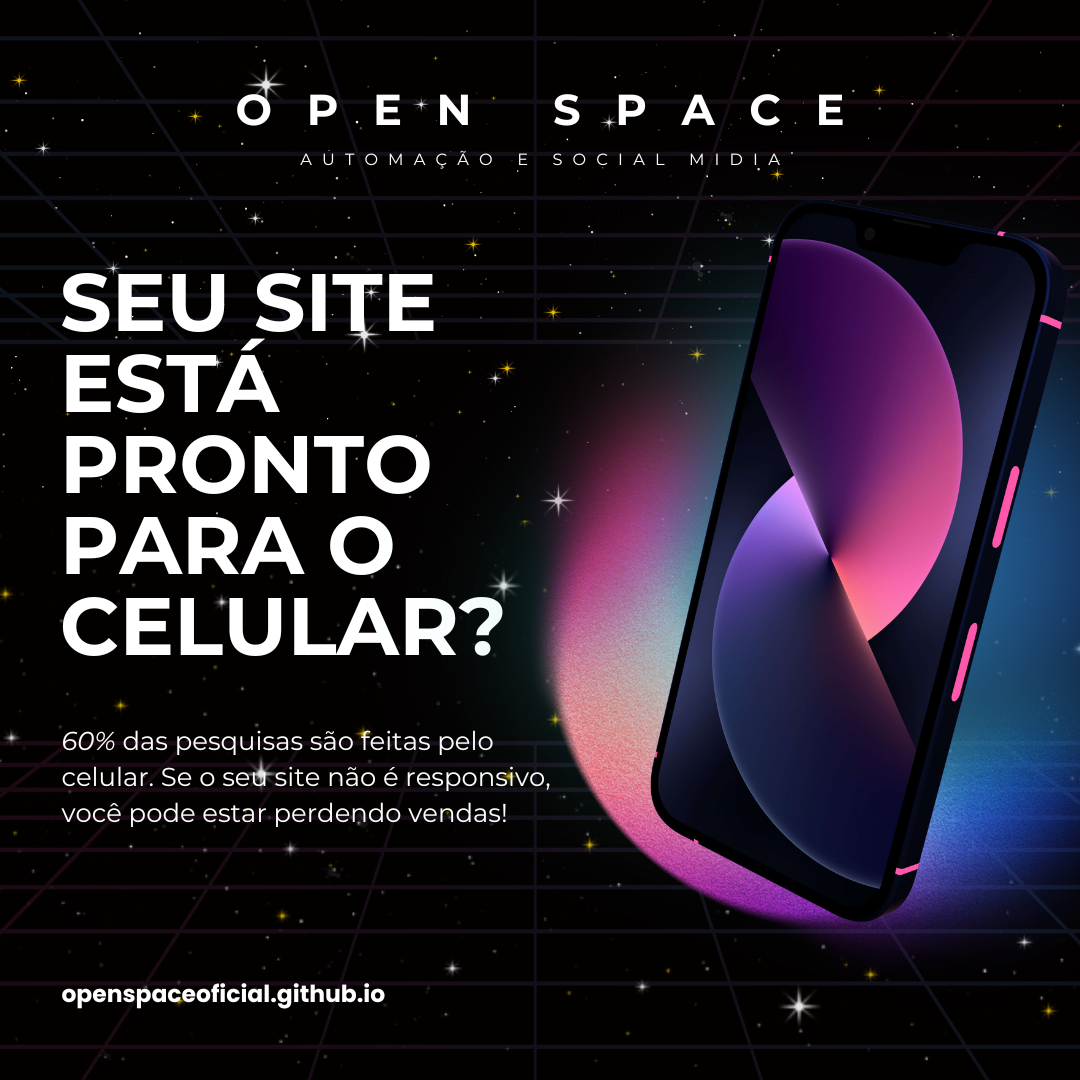 OPEN SPACE
AUTOMAÇÃO E SOCIAL MIDIA
SEU SITE
ESTÁ
PRONTO
PARA O
CELULAR?
60% das pesquisas são feitas pelo
celular. Se o seu site não é responsivo,
você pode estar perdendo vendas!
openspaceoficial.github.io